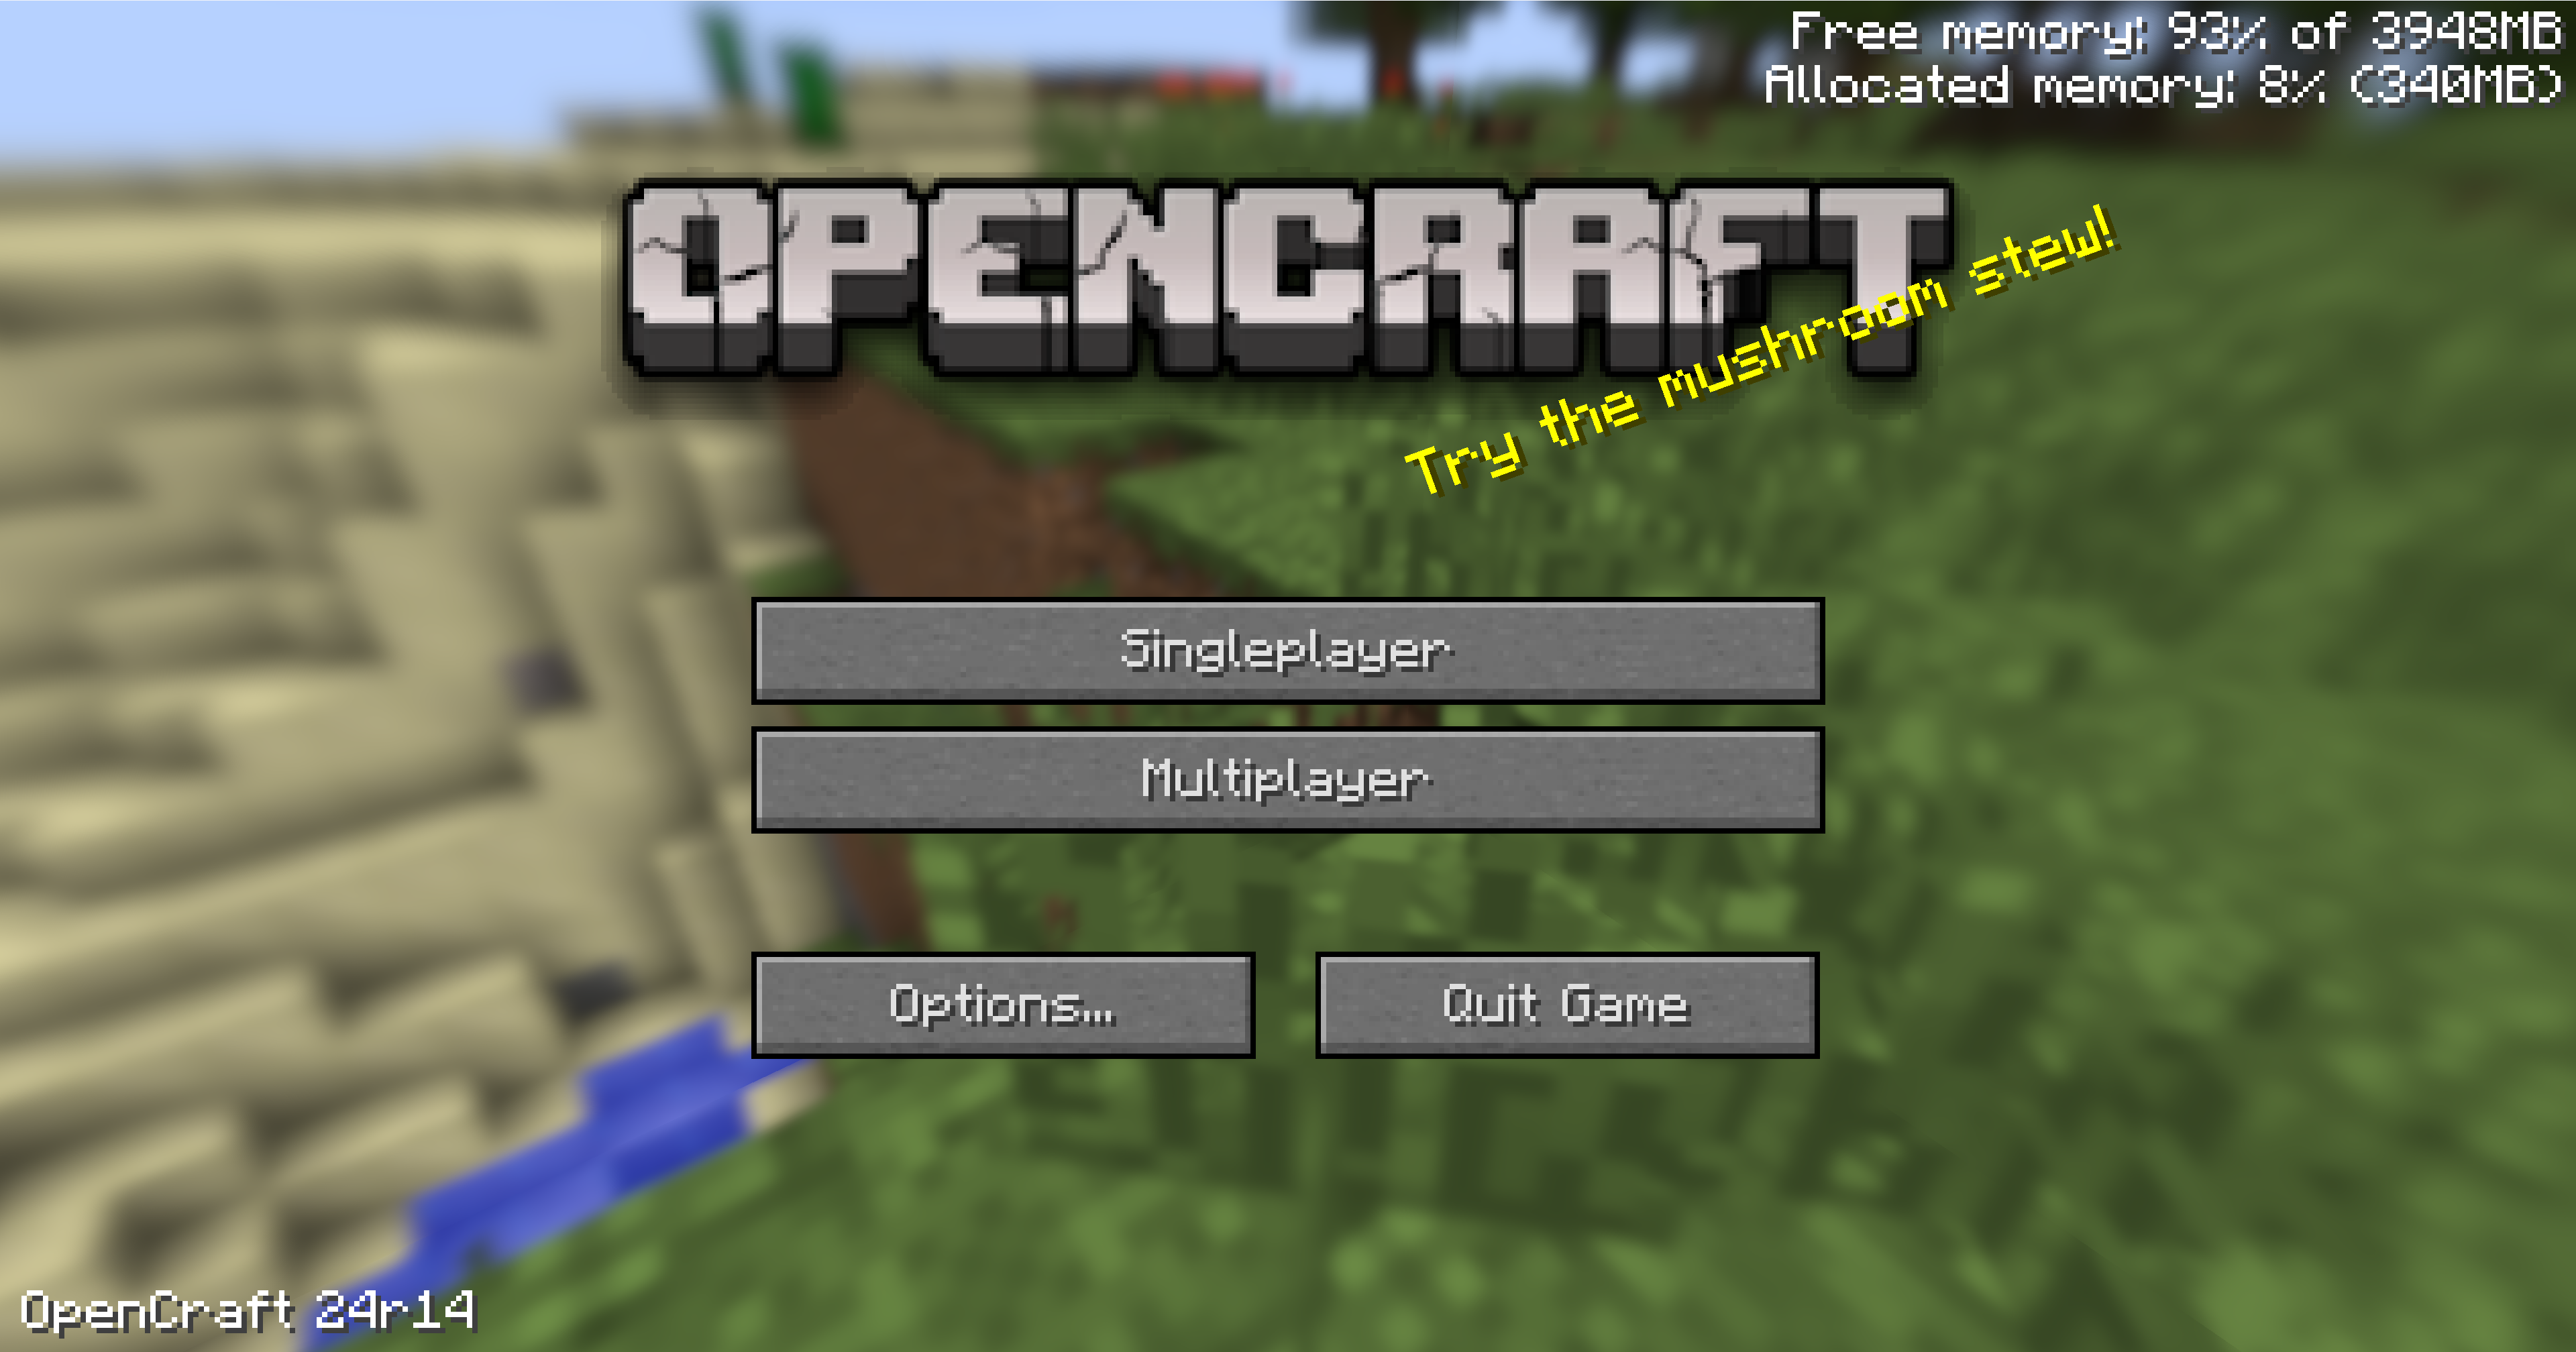 Free memory: 93% of 3948MB
Allocated memory: 8% (340MB)
OPENCRAFT
Try the mushroom stew!
Singleplayer
Multiplayer
Options...
Quit Game
OpenCraft 24r14